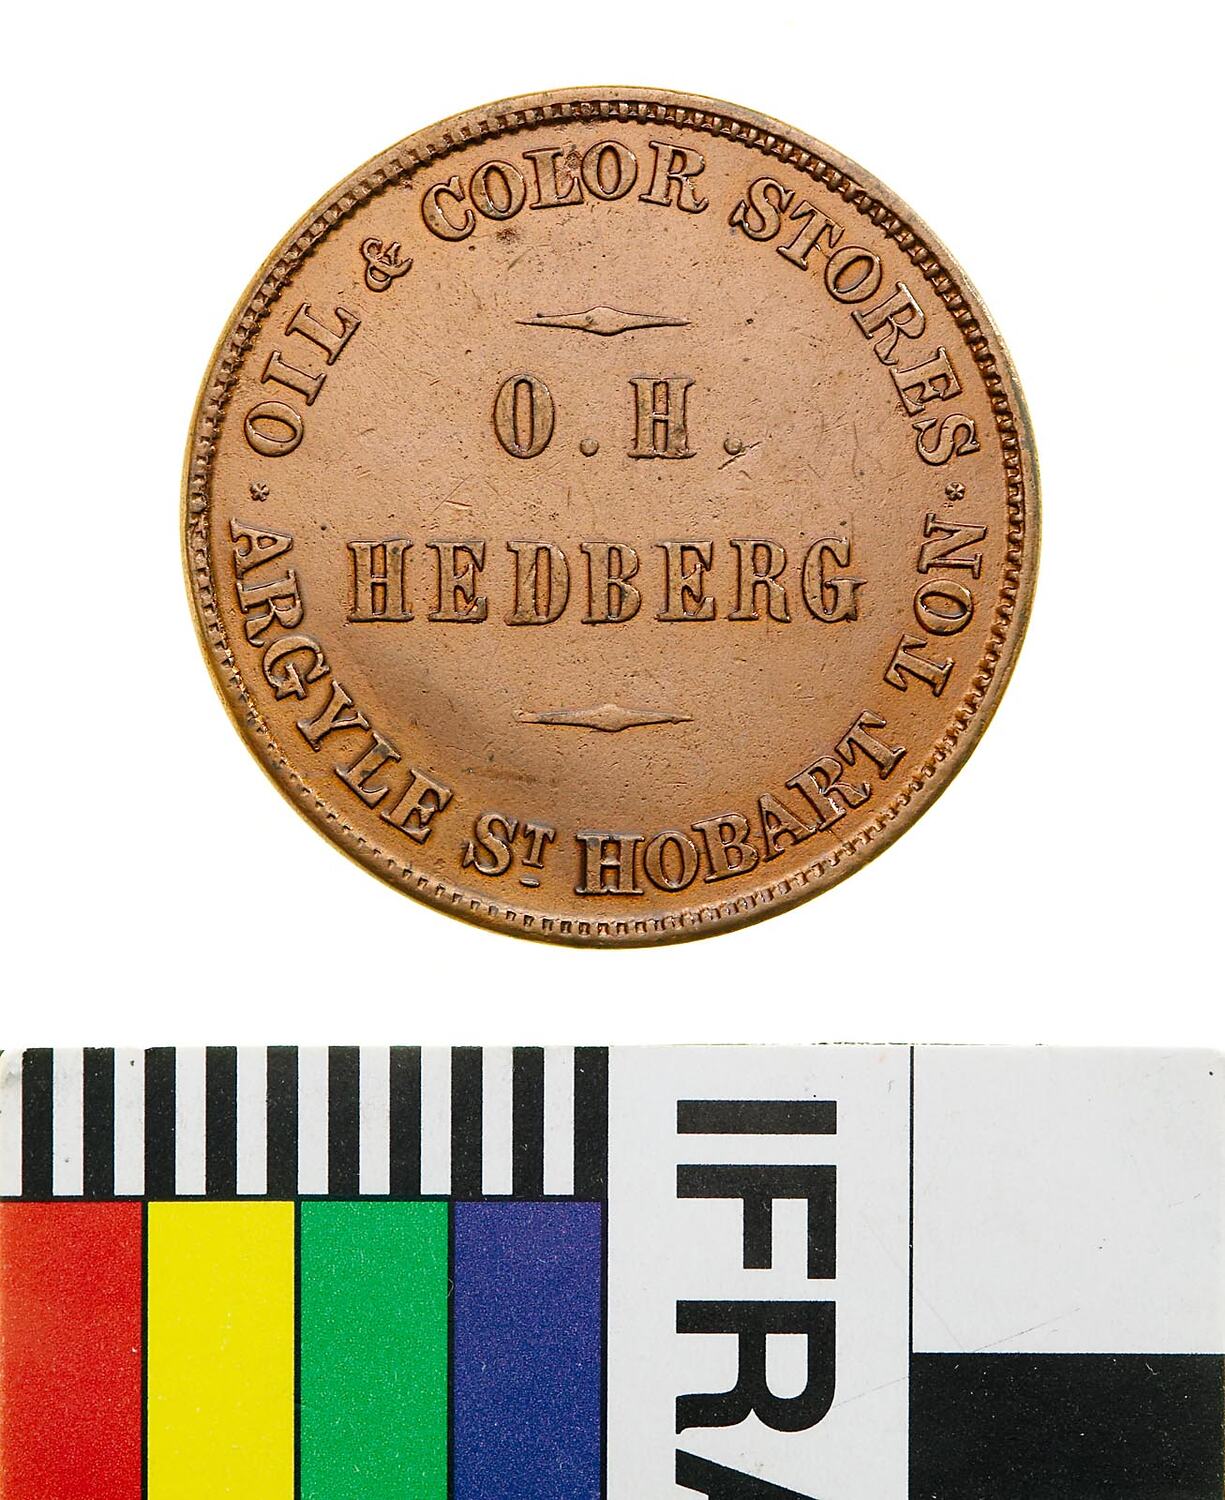 OIL & COLOR STORES
O.H.
HEDBERG
ARGYLE ST HOBART TON
IFRA